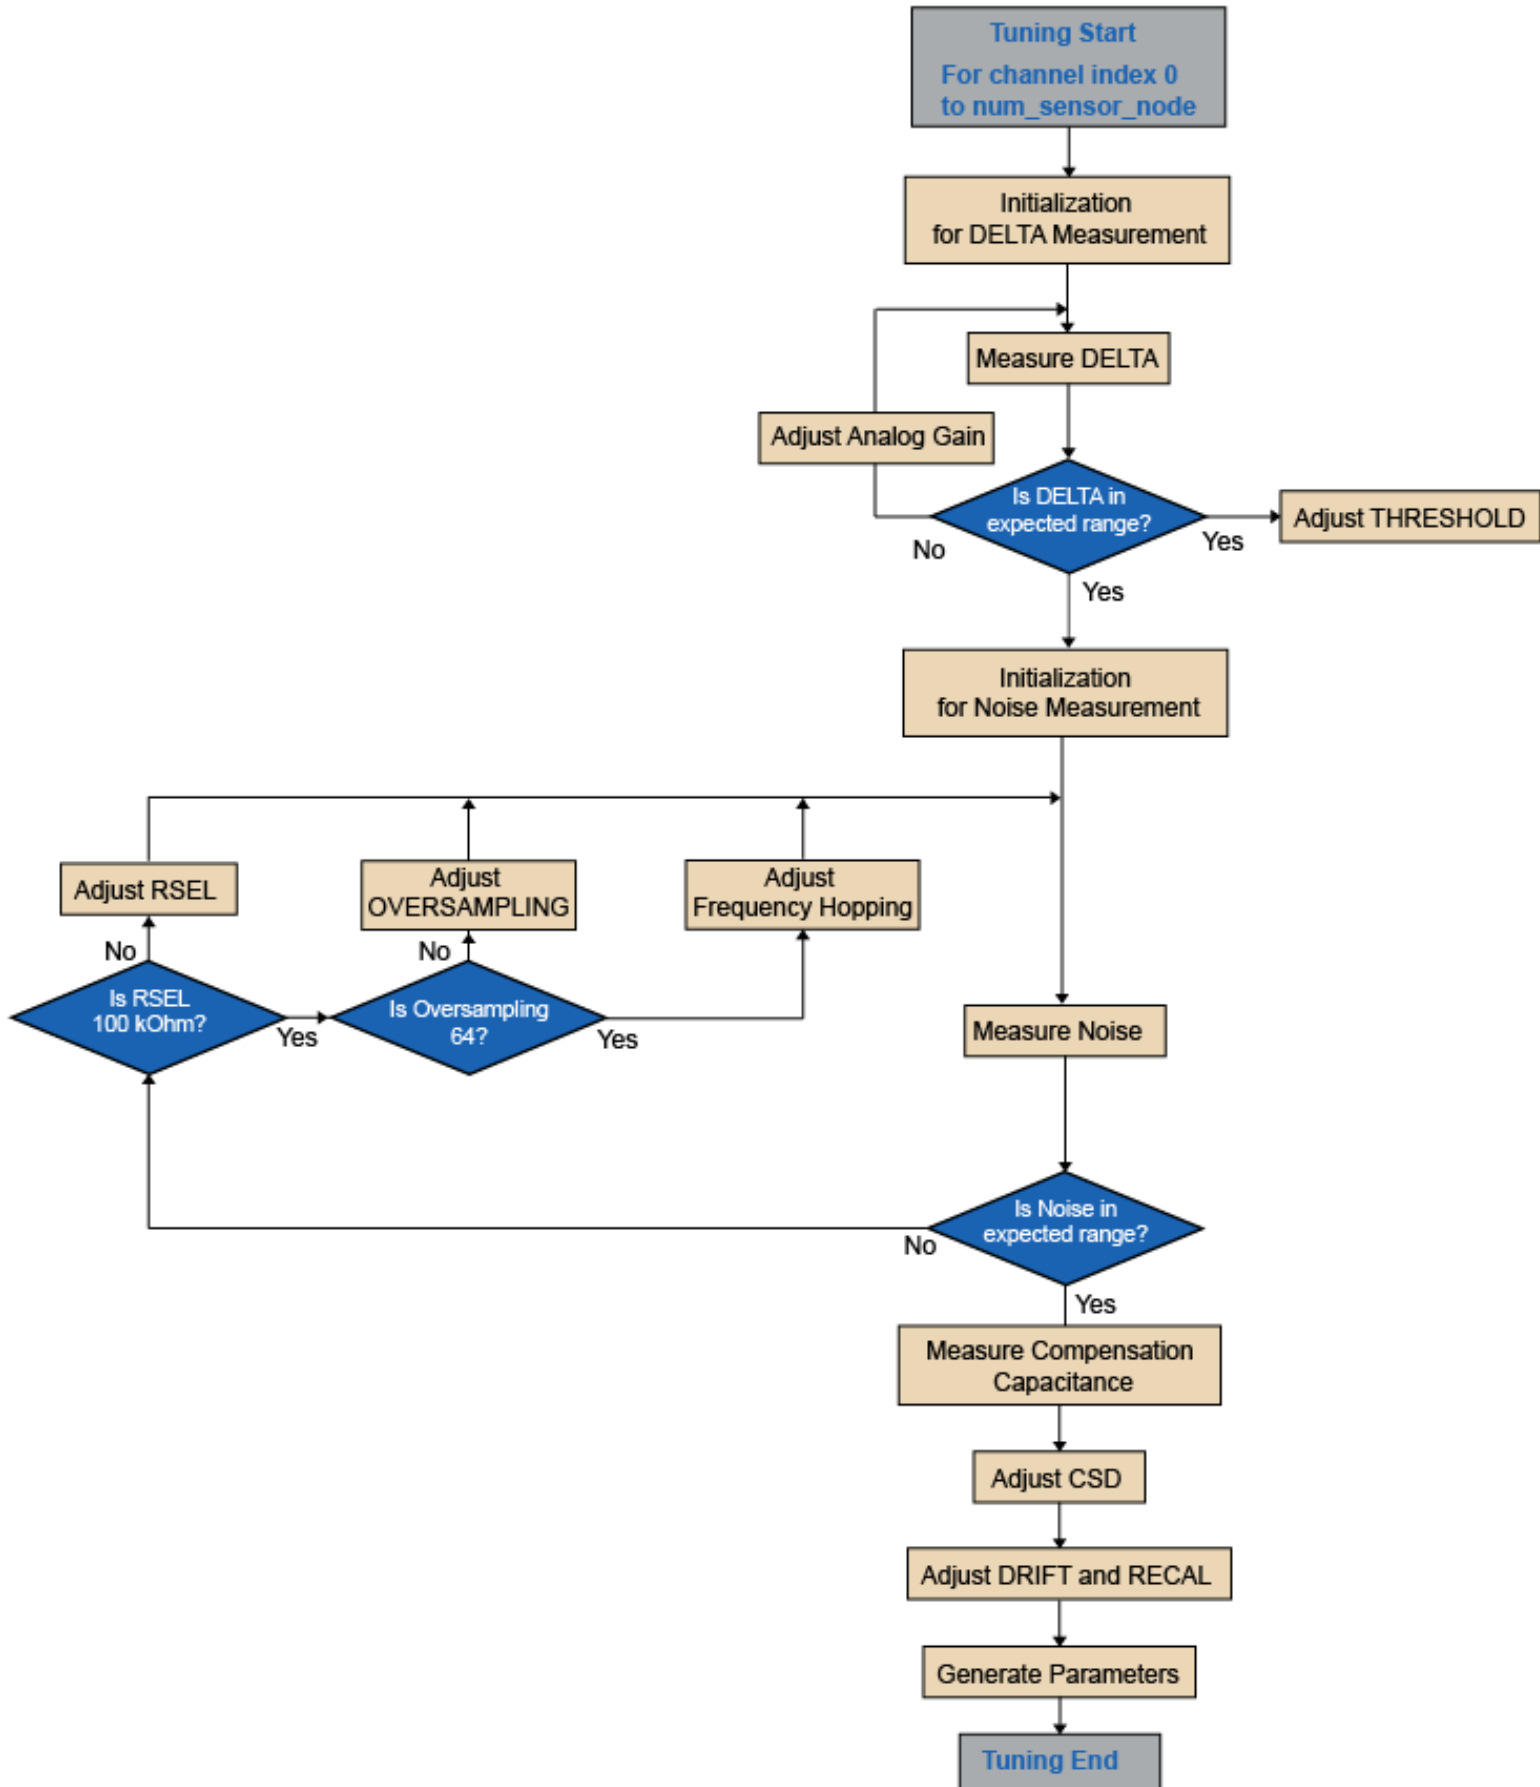 Tuning Start
For channel index 0
to num_sensor_node
Initialization
for DELTA Measurement
Measure DELTA
Adjust Analog Gain
Is DELTA in
expected range?
No
Yes
Adjust THRESHOLD
Yes
Initialization
for Noise Measurement
Adjust RSEL
Adjust
OVERSAMPLING
Adjust
Frequency Hopping
No
No
Is RSEL
100 kOhm?
Yes
Is Oversampling
64?
Yes
Measure Noise
Is Noise in
expected range?
No
Yes
Measure Compensation
Capacitance
Adjust CSD
Adjust DRIFT and RECAL
Generate Parameters
Tuning End